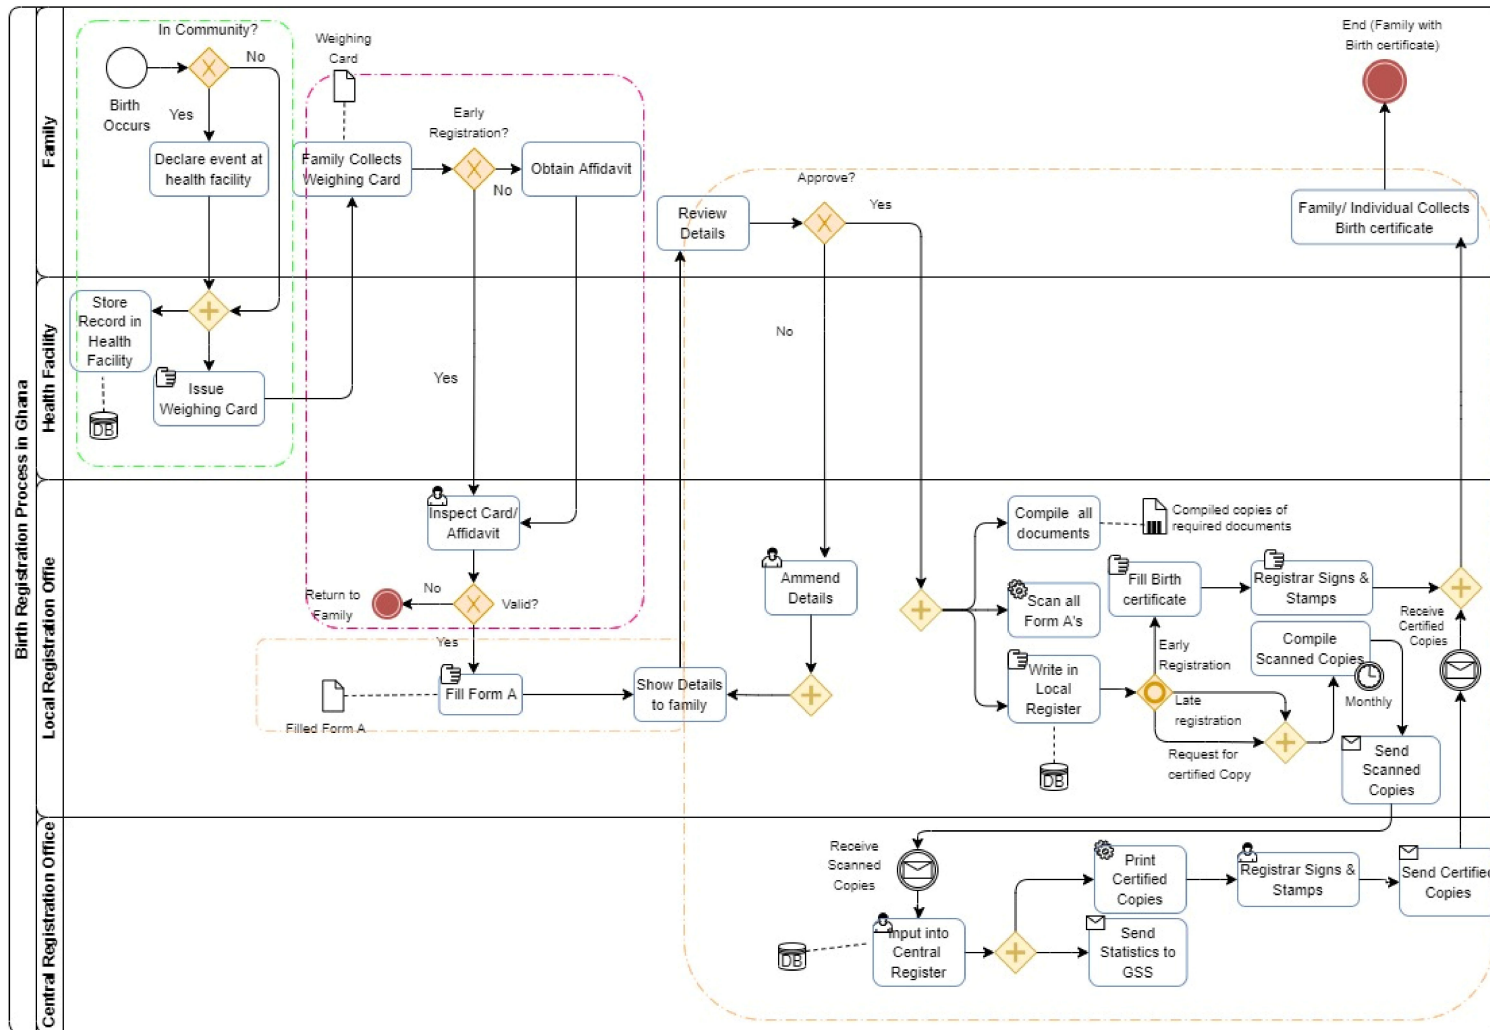 Birth Registration Process in Ghana
Family
In Community?
No
Yes
Birth
Occurs
Declare event at
health facility
Weighing
Card
Family Collects
Weighing Card
Early
Registration?
No
Obtain Affidavit
Yes
Review
Details
Approve?
Yes
No
End (Family with
Birth certificate)
Family/ Individual Collects
Birth certificate
Health Facility
Store
Record in
Health
Facility
DB
Issue
Weighing Card
Local Registration Offie
Inspect Card/
Affidavit
Return to
Family
No
Valid?
Yes
Fill Form A
Filled Form A
Show Details
to family
Ammend
Details
Compile all
documents
Compiled copies of
required documents
Scan all
Form A's
Write in
Local
Register
DB
Fill Birth
certificate
Registrar Signs &
Stamps
Early
Registration
Late
registration
Request for
certified Copy
Compile
Scanned Copies
Monthly
Receive
Certified
Copies
Send
Scanned
Copies
Central Registration Office
Receive
Scanned
Copies
DB
Input into
Central
Register
Print
Certified
Copies
Send
Statistics to
GSS
Registrar Signs &
Stamps
Send Certified
Copies